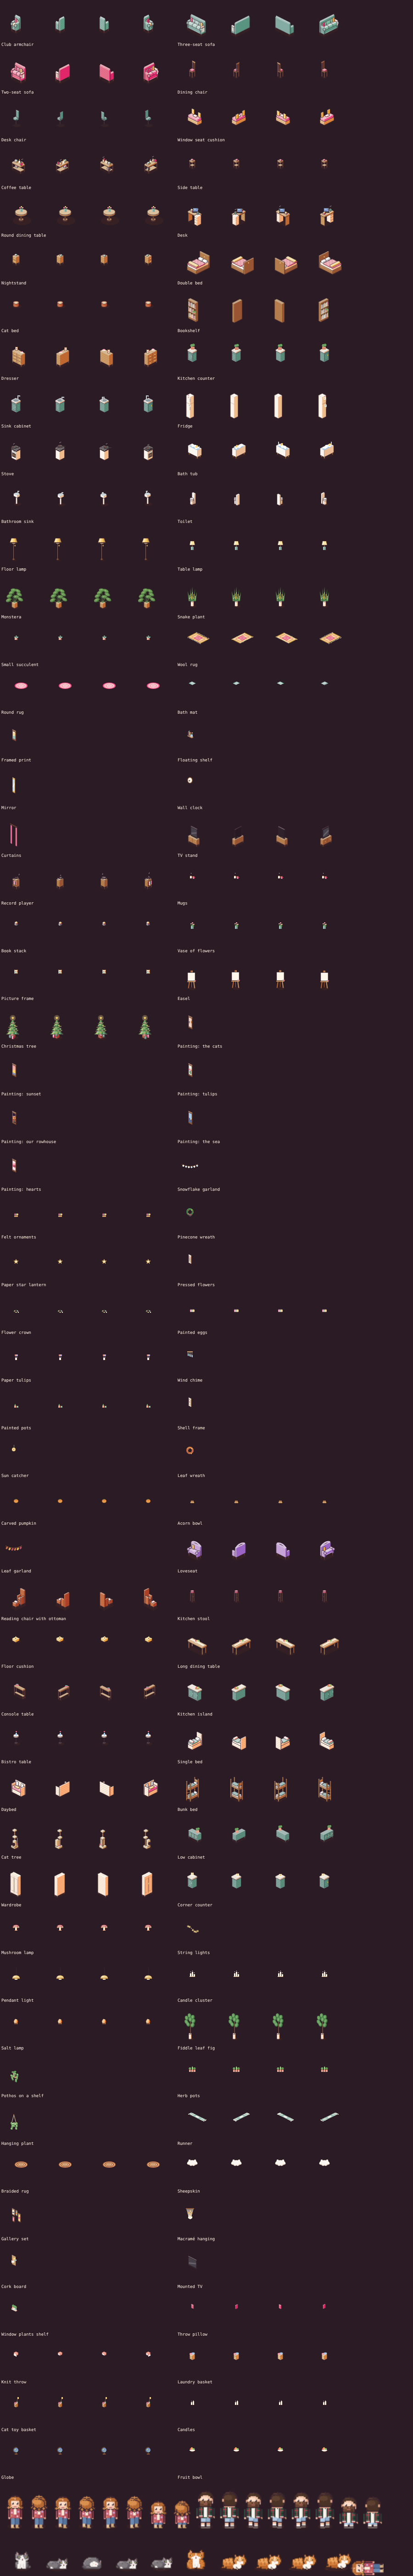 Club armchair
Three-seat sofa
Two-seat sofa
Dining chair
Desk chair
Window seat cushion
Coffee table
Side table
Round dining table
Desk
Nightstand
Double bed
Cat bed
Bookshelf
Dresser
Kitchen counter
Sink cabinet
Fridge
Stove
Bath tub
Bathroom sink
Toilet
Floor lamp
Table lamp
Monstera
Snake plant
Small succulent
Wool rug
Round rug
Bath mat
Framed print
Floating shelf
Mirror
Wall clock
Curtains
TV stand
Record player
Mugs
Book stack
Vase of flowers
Picture frame
Easel
Christmas tree
Painting: the cats
Painting: sunset
Painting: tulips
Painting: our rowhouse
Painting: the sea
Painting: hearts
Snowflake garland
Felt ornaments
Pinecone wreath
Paper star lantern
Pressed flowers
Flower crown
Painted eggs
Paper tulips
Wind chime
Painted pots
Shell frame
Sun catcher
Leaf wreath
Carved pumpkin
Acorn bowl
Leaf garland
Loveseat
Reading chair with ottoman
Kitchen stool
Floor cushion
Long dining table
Console table
Kitchen island
Bistro table
Single bed
Daybed
Bunk bed
Cat tree
Low cabinet
Wardrobe
Corner counter
Mushroom lamp
String lights
Pendant light
Candle cluster
Salt lamp
Fiddle leaf fig
Pothos on a shelf
Herb pots
Hanging plant
Runner
Braided rug
Sheepskin
Gallery set
Macramé hanging
Cork board
Mounted TV
Window plants shelf
Throw pillow
Knit throw
Laundry basket
Cat toy basket
Candles
Globe
Fruit bowl